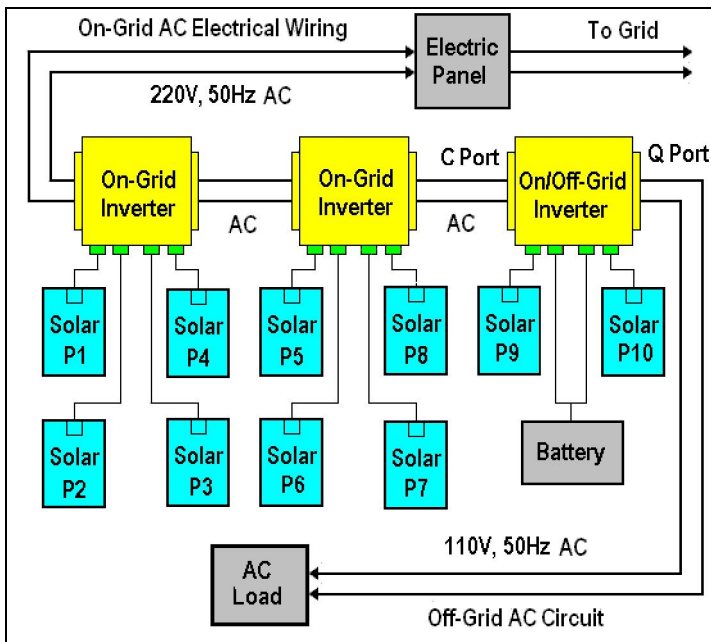 On-Grid AC Electrical Wiring
Electric
Panel
To Grid
220V, 50Hz AC
C Port
Q Port
On-Grid
Inverter
On-Grid
Inverter
On/Off-Grid
Inverter
AC
AC
Solar
P1
Solar
P4
Solar
P5
Solar
P8
Solar
P9
Solar
P10
Solar
P2
Solar
P3
Solar
P6
Solar
P7
Battery
110V, 50Hz AC
AC
Load
Off-Grid AC Circuit